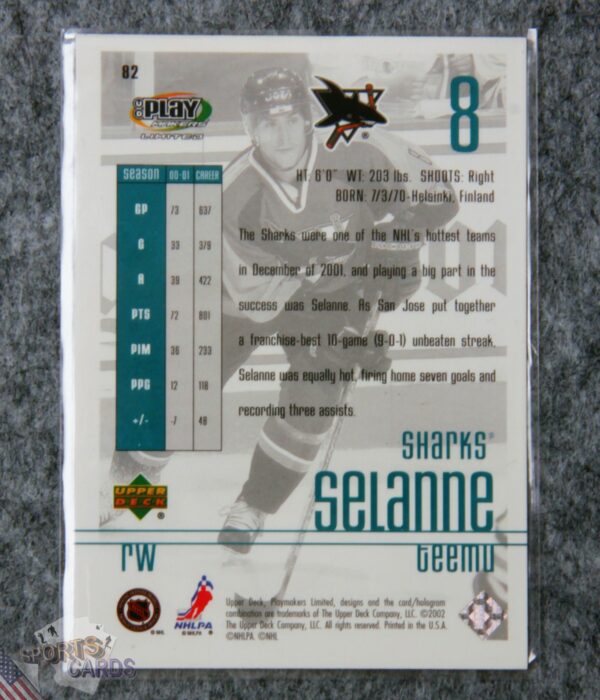 82
8
UD PLAY
MAKERS
LIMITED
HT: 6'0" WT: 203 lbs. SHOOTS: Right
BORN: 7/3/70-Helsinki, Finland
SEASON 00-01 CAREER
GP 73 637
G 33 379
A 39 422
PTS 72 801
PIM 36 233
PPG 12 118
+/- -7 48
The Sharks were one of the NHL's hottest teams
in December of 2001, and playing a big part in the
success was Selanne. As San Jose put together
a franchise-best 10-game (9-0-1) unbeaten streak,
Selanne was equally hot, firing home seven goals and
recording three assists.
SHARKS
SELANNE
UPPER
DECK
®
RW TEEMU
NHLPA
Upper Deck, Playmakers Limited, designs and the card/hologram
combination are trademarks of The Upper Deck Company, LLC. ©2002
The Upper Deck Company, LLC. All rights reserved. Printed in the U.S.A.
©NHLPA. ©NHL
SPORTS
CARDS